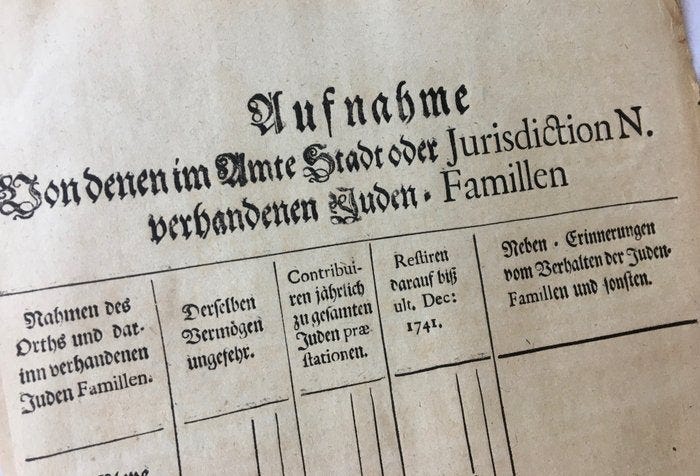 Aufnahme
Von denen im Amte Stadt oder Jurisdiction N.
verhandenen Juden-Famillen
Nahmen des
Orths und dar-
inn verhandenen
Juden Famillen.
Derselben
Vermögen
ungefehr.
Contribui-
ren jährlich
zu gesamten
Juden præ-
stationen.
Restiren
darauf biß
ult. Dec:
1741.
Neben-Erinnerungen
vom Verhalten der Juden-
Famillen und sonsten.